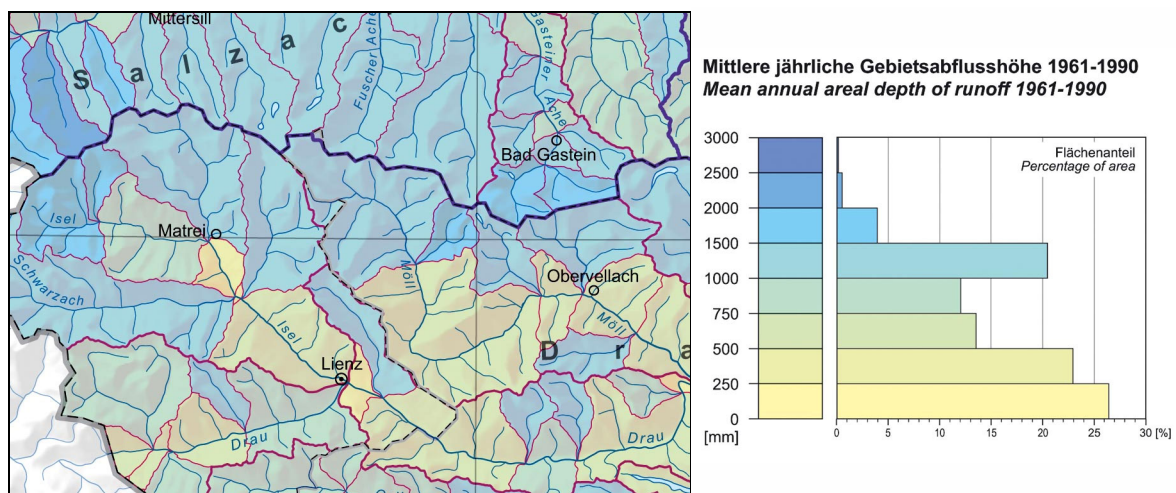 Mittersill
S a l z a c
Fuscher Ache
Gasteiner Ache
Bad Gastein
Isel
Matrei
Schwarzach
Möll
Obervellach
Isel
Möll
D r a
Lienz
Drau
Drau
Mittlere jährliche Gebietsabflusshöhe 1961-1990
Mean annual areal depth of runoff 1961-1990
3000
2500
2000
1500
1000
750
500
250
0
[mm]
Flächenanteil
Percentage of area
0 5 10 15 20 25 30 [%]